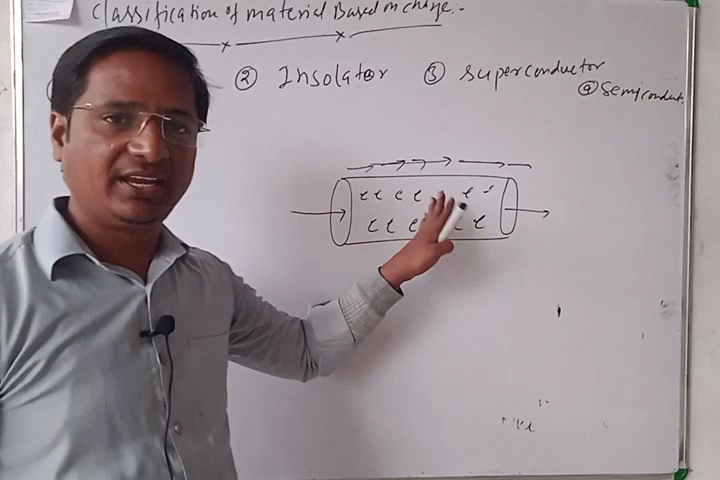 Classification of material Based on charge :-
② Insolator ③ superconductor
④ Semiconduct.
e e e e e -
e e e e e